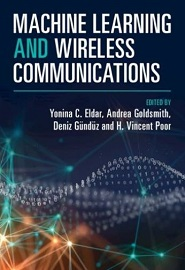 MACHINE LEARNING
AND WIRELESS
COMMUNICATIONS
EDITED BY
Yonina C. Eldar, Andrea Goldsmith,
Deniz Gündüz and H. Vincent Poor